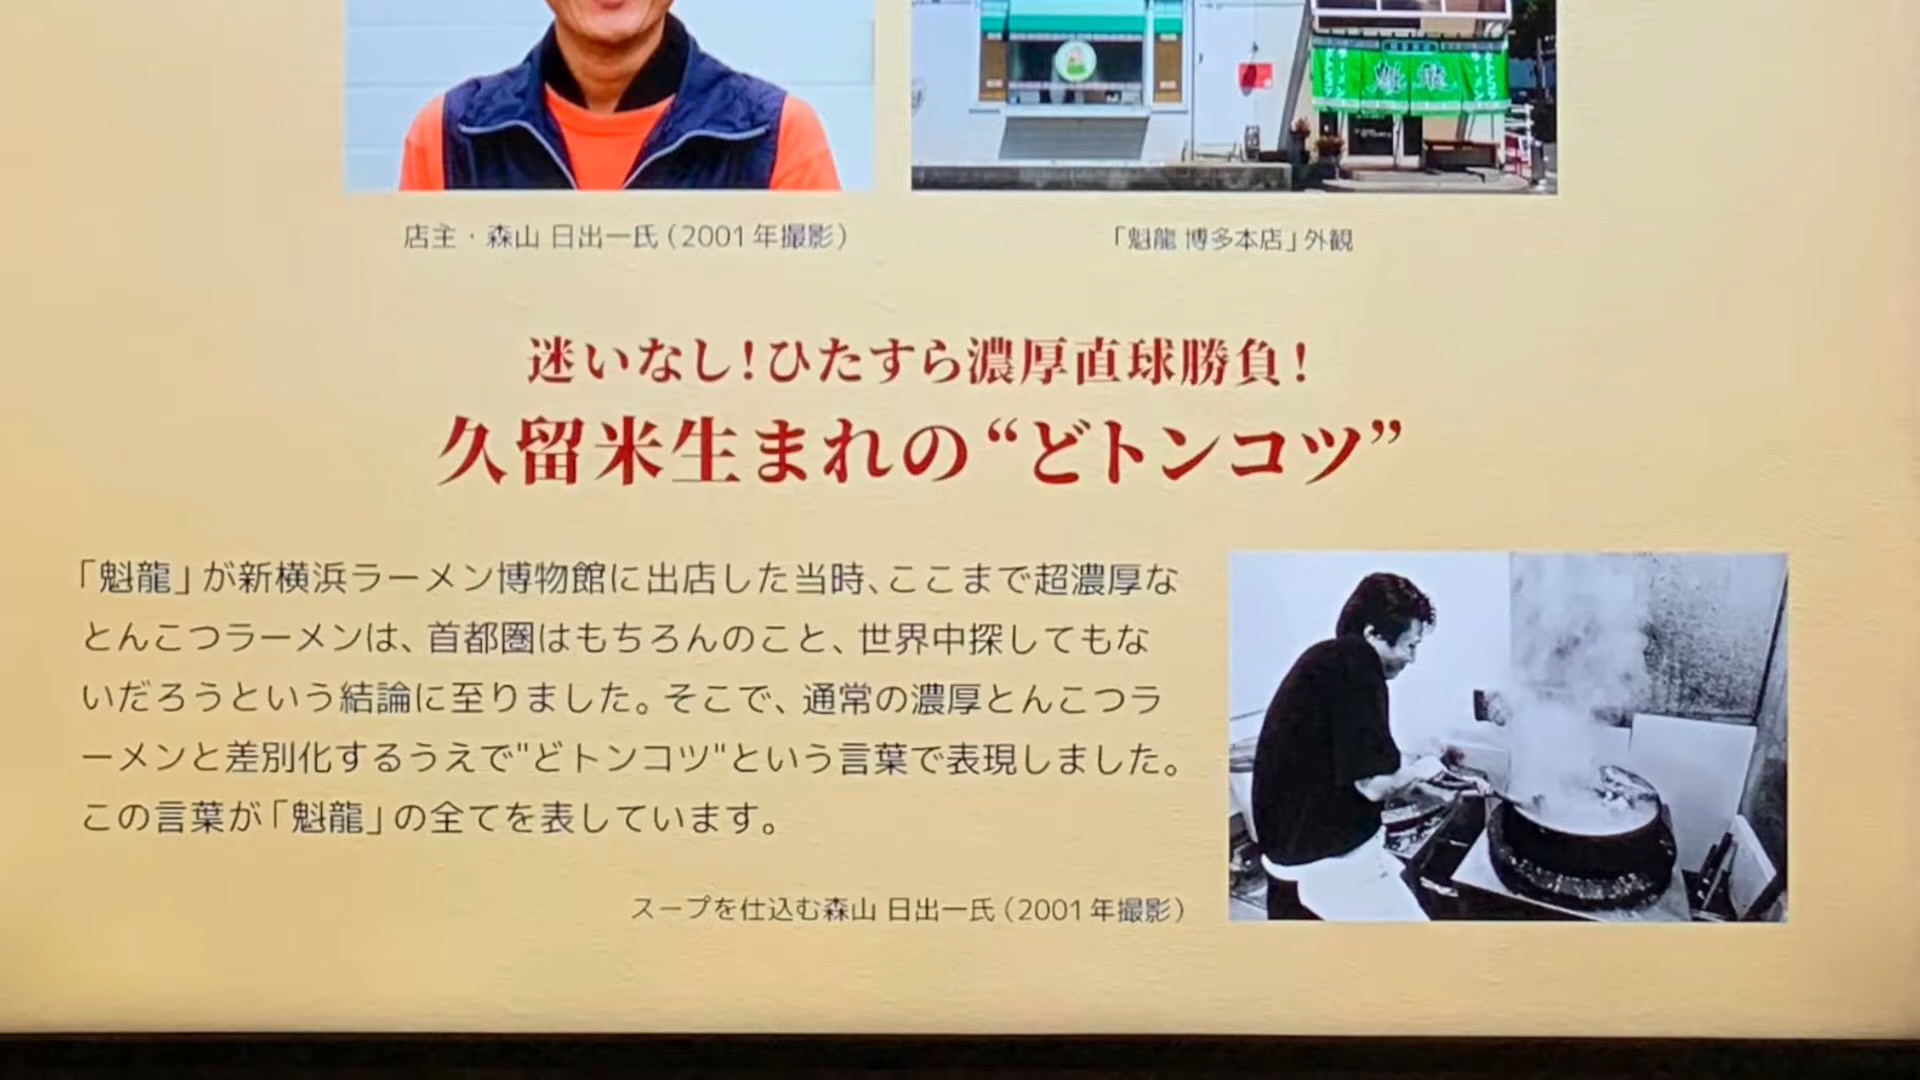 魁龍
店主・森山 日出一氏（2001年撮影）
「魁龍 博多本店」外観
迷いなし！ひたすら濃厚直球勝負！
久留米生まれの“どトンコツ”
「魁龍」が新横浜ラーメン博物館に出店した当時、ここまで超濃厚な
とんこつラーメンは、首都圏はもちろんのこと、世界中探してもな
いだろうという結論に至りました。そこで、通常の濃厚とんこつラ
ーメンと差別化するうえで"どトンコツ"という言葉で表現しました。
この言葉が「魁龍」の全てを表しています。
スープを仕込む森山 日出一氏（2001年撮影）